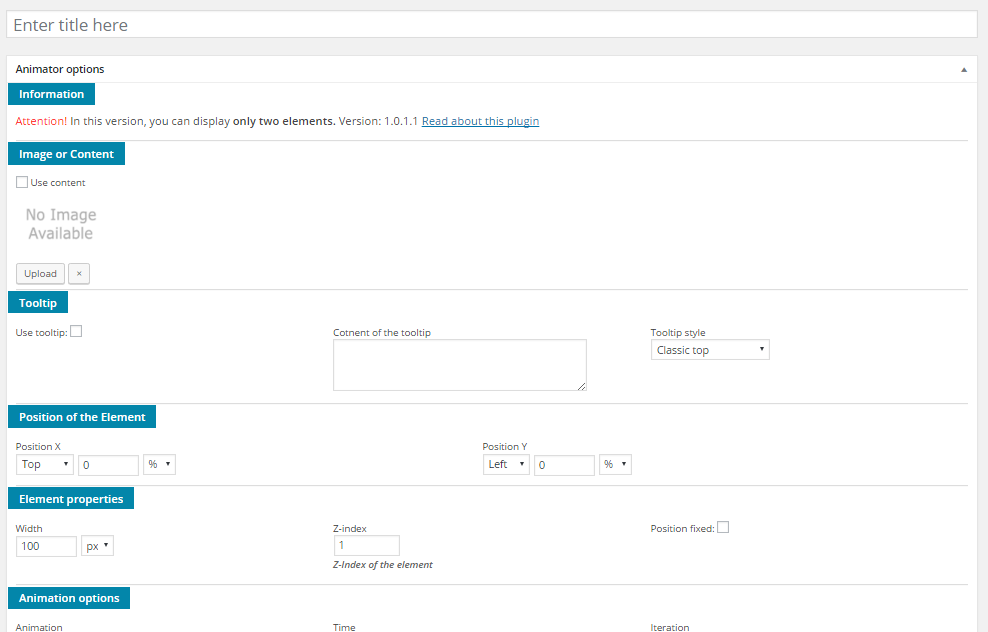 Enter title here
Animator options
Information
Attention! In this version, you can display only two elements. Version: 1.0.1.1 Read about this plugin
Image or Content
Use content
No Image
Available
Upload ×
Tooltip
Use tooltip: Cotnent of the tooltip Tooltip style
Classic top
Position of the Element
Position X Position Y
Top 0 % Left 0 %
Element properties
Width Z-index Position fixed:
100 px 1
Z-Index of the element
Animation options
Animation Time Iteration